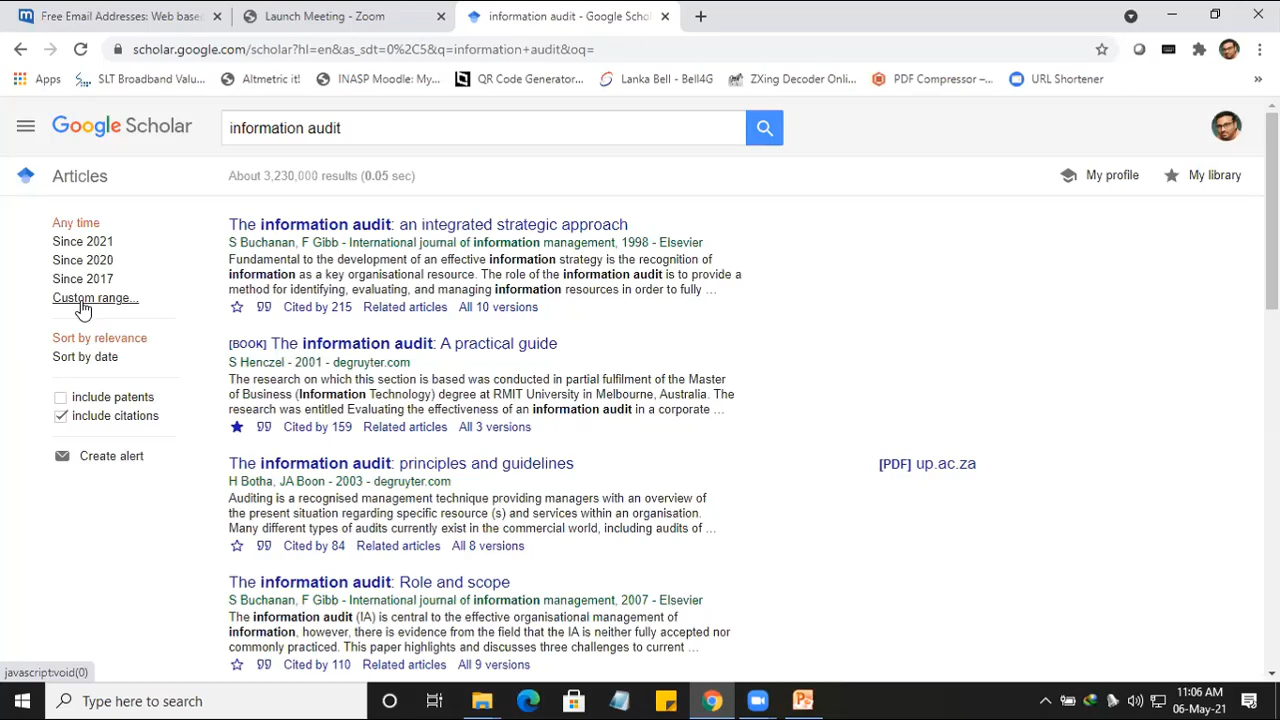 Free Email Addresses: Web base
Launch Meeting - Zoom
information audit - Google Schol
scholar.google.com/scholar?hl=en&as_sdt=0%2C5&q=information+audit&oq=
Apps
SLT Broadband Valu...
Altmetric it!
INASP Moodle: My...
QR Code Generator...
Lanka Bell - Bell4G
ZXing Decoder Onli...
PDF Compressor –...
URL Shortener
»
Google Scholar
information audit
Articles
About 3,230,000 results (0.05 sec)
My profile
My library
Any time
Since 2021
Since 2020
Since 2017
Custom range...
Sort by relevance
Sort by date
include patents
include citations
Create alert
The information audit: an integrated strategic approach
S Buchanan, F Gibb - International journal of information management, 1998 - Elsevier
Fundamental to the development of an effective information strategy is the recognition of
information as a key organisational resource. The role of the information audit is to provide a
method for identifying, evaluating, and managing information resources in order to fully ...
Cited by 215 Related articles All 10 versions
[BOOK] The information audit: A practical guide
S Henczel - 2001 - degruyter.com
The research on which this section is based was conducted in partial fulfilment of the Master
of Business (Information Technology) degree at RMIT University in Melbourne, Australia. The
research was entitled Evaluating the effectiveness of an information audit in a corporate ...
Cited by 159 Related articles All 3 versions
The information audit: principles and guidelines
[PDF] up.ac.za
H Botha, JA Boon - 2003 - degruyter.com
Auditing is a recognised management technique providing managers with an overview of
the present situation regarding specific resource (s) and services within an organisation.
Many different types of audits currently exist in the commercial world, including audits of ...
Cited by 84 Related articles All 8 versions
The information audit: Role and scope
S Buchanan, F Gibb - International journal of information management, 2007 - Elsevier
The information audit (IA) is central to the effective organisational management of
information, however, there is evidence from the field that the IA is neither fully accepted nor
commonly practiced. This paper highlights and discusses three challenges to current ...
Cited by 110 Related articles All 9 versions
javascript:void(0)
Type here to search
11:06 AM
06-May-21